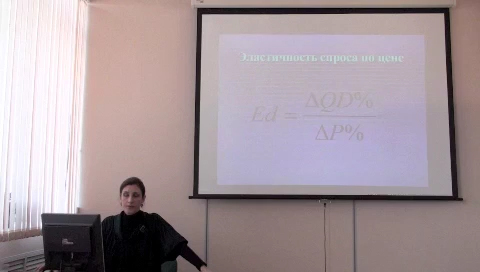 Эластичность спроса по цене
Ed = ΔQD% / ΔP%